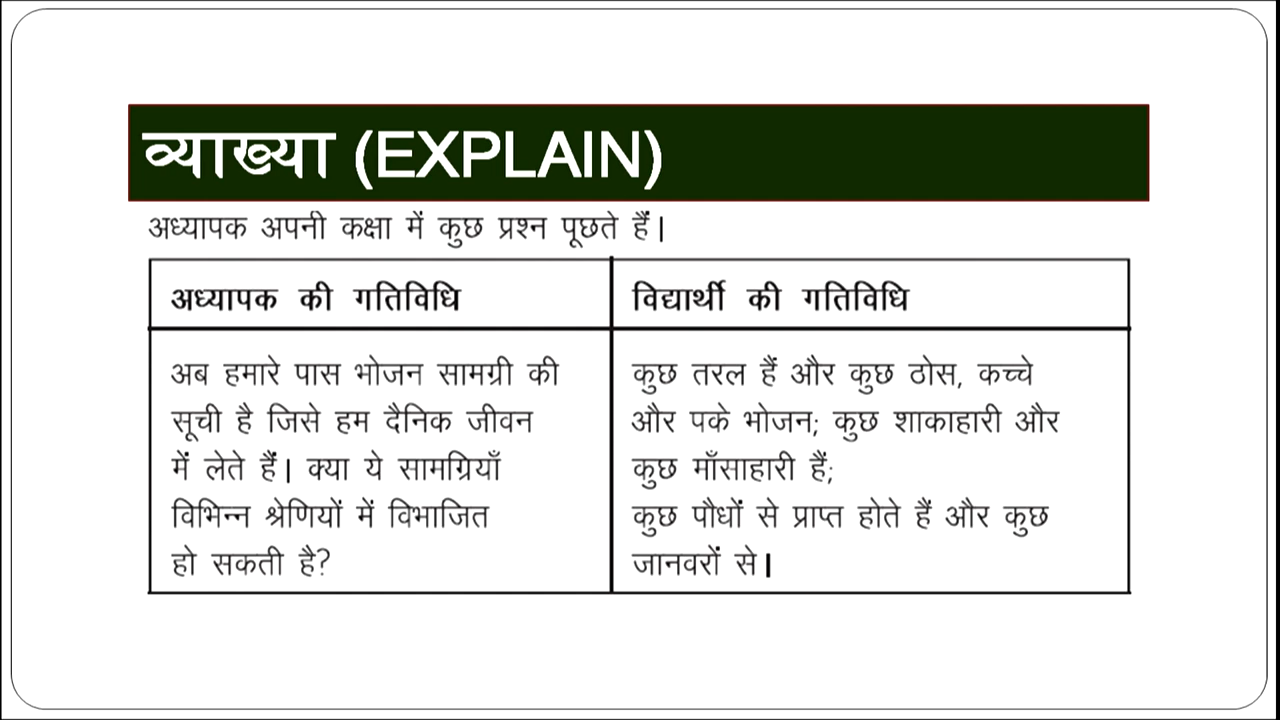 व्याख्या (EXPLAIN)
अध्यापक अपनी कक्षा में कुछ प्रश्न पूछते हैं।
अध्यापक की गतिविधि
विद्यार्थी की गतिविधि
अब हमारे पास भोजन सामग्री की
सूची है जिसे हम दैनिक जीवन
में लेते हैं। क्या ये सामग्रियाँ
विभिन्न श्रेणियों में विभाजित
हो सकती है?
कुछ तरल हैं और कुछ ठोस, कच्चे
और पके भोजन; कुछ शाकाहारी और
कुछ माँसाहारी हैं;
कुछ पौधों से प्राप्त होते हैं और कुछ
जानवरों से।